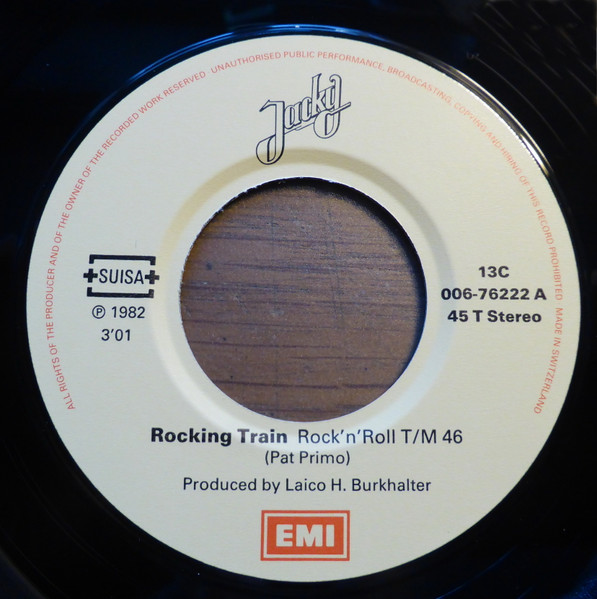 ALL RIGHTS OF THE PRODUCER AND OF THE OWNER OF THE RECORDED WORK RESERVED · UNAUTHORISED PUBLIC PERFORMANCE, BROADCASTING, COPYING AND HIRING OF THIS RECORD PROHIBITED · MADE IN SWITZERLAND
Jacky
+SUISA+
℗ 1982
3'01
13C
006-76222 A
45 T Stereo
Rocking Train Rock'n'Roll T/M 46
(Pat Primo)
Produced by Laico H. Burkhalter
EMI